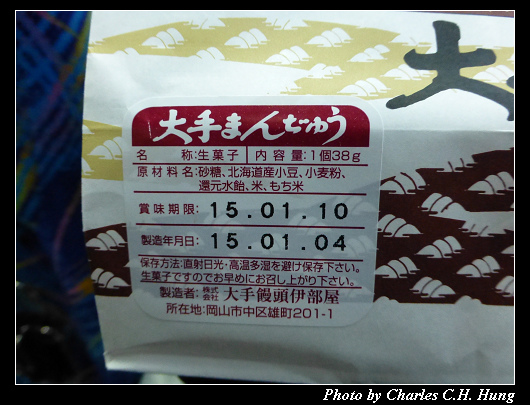 大
大手まんぢゅう
名 称:生菓子 内 容 量:1個38g
原 材 料 名:砂糖、北海道産小豆、小麦粉、
還元水飴、米、もち米
賞 味 期 限: 15.01.10
製造年月日: 15.01.04
保存方法:直射日光・高温多湿を避け保存下さい。
生菓子ですのでお早めにお召し上がり下さい。
製造者:株式会社 大手饅頭伊部屋
所在地:岡山市中区雄町201-1
Photo by Charles C.H. Hung